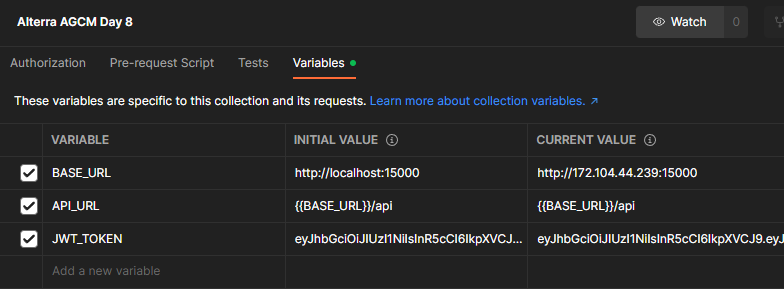 Alterra AGCM Day 8
Watch 0
Authorization Pre-request Script Tests Variables
These variables are specific to this collection and its requests. Learn more about collection variables. ↗
VARIABLE INITIAL VALUE CURRENT VALUE
BASE_URL http://localhost:15000 http://172.104.44.239:15000
API_URL {{BASE_URL}}/api {{BASE_URL}}/api
JWT_TOKEN eyJhbGciOiJIUzI1NiIsInR5cCI6IkpXVCJ... eyJhbGciOiJIUzI1NiIsInR5cCI6IkpXVCJ9.eyJ
Add a new variable